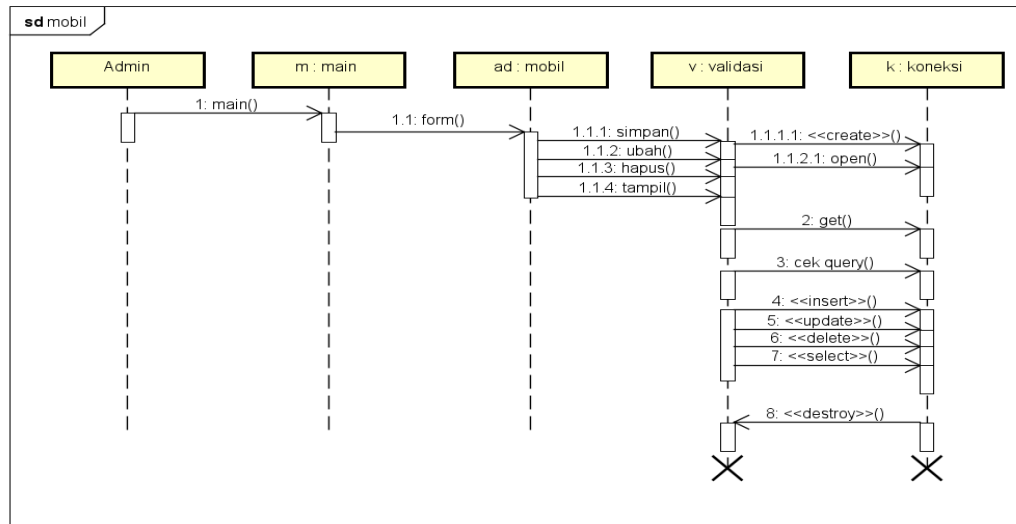 sd mobil
Admin
m : main
ad : mobil
v : validasi
k : koneksi
1: main()
1.1: form()
1.1.1: simpan()
1.1.1.1: <<create>>()
1.1.2: ubah()
1.1.2.1: open()
1.1.3: hapus()
1.1.4: tampil()
2: get()
3: cek query()
4: <<insert>>()
5: <<update>>()
6: <<delete>>()
7: <<select>>()
8: <<destroy>>()